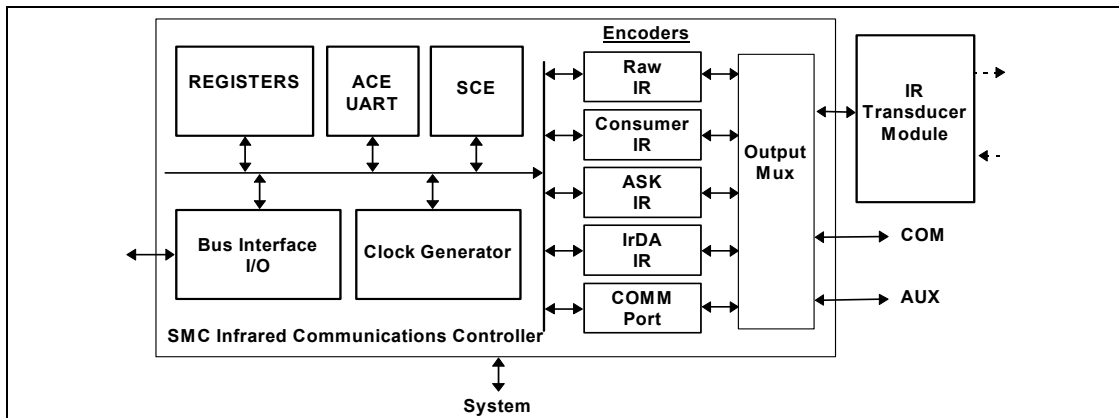 Encoders
REGISTERS
ACE
UART
SCE
Raw
IR
Consumer
IR
ASK
IR
IrDA
IR
COMM
Port
Output
Mux
IR
Transducer
Module
Bus Interface
I/O
Clock Generator
COM
AUX
SMC Infrared Communications Controller
System